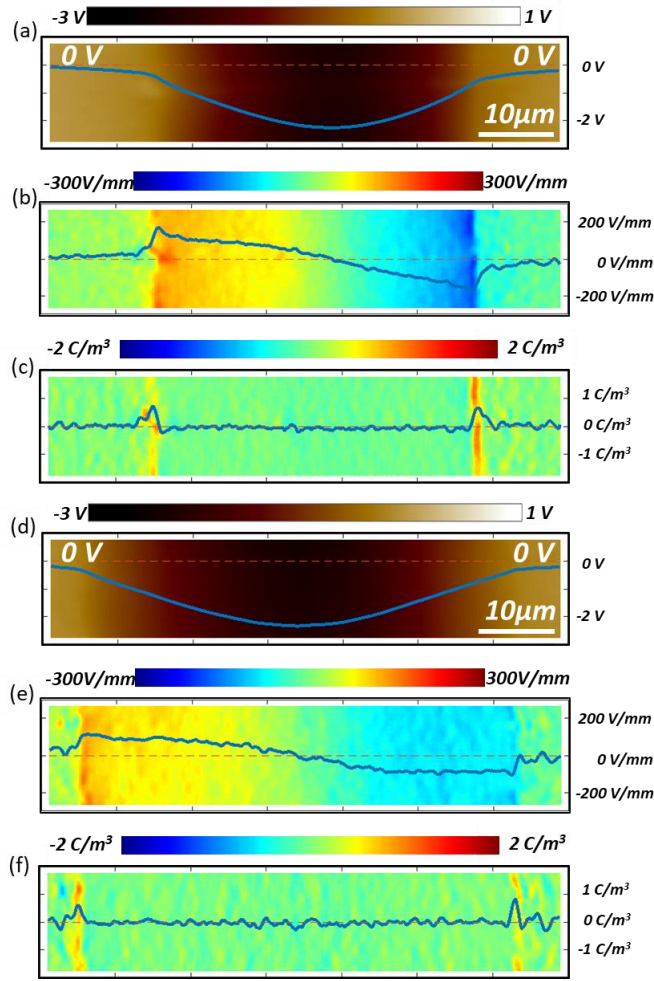 -3 V 1 V
(a)
0 V 0 V
10μm
0 V
-2 V
-300V/mm 300V/mm
(b)
200 V/mm
0 V/mm
-200 V/mm
-2 C/m³ 2 C/m³
(c)
1 C/m³
0 C/m³
-1 C/m³
-3 V 1 V
(d)
0 V 0 V
10μm
0 V
-2 V
-300V/mm 300V/mm
(e)
200 V/mm
0 V/mm
-200 V/mm
-2 C/m³ 2 C/m³
(f)
1 C/m³
0 C/m³
-1 C/m³